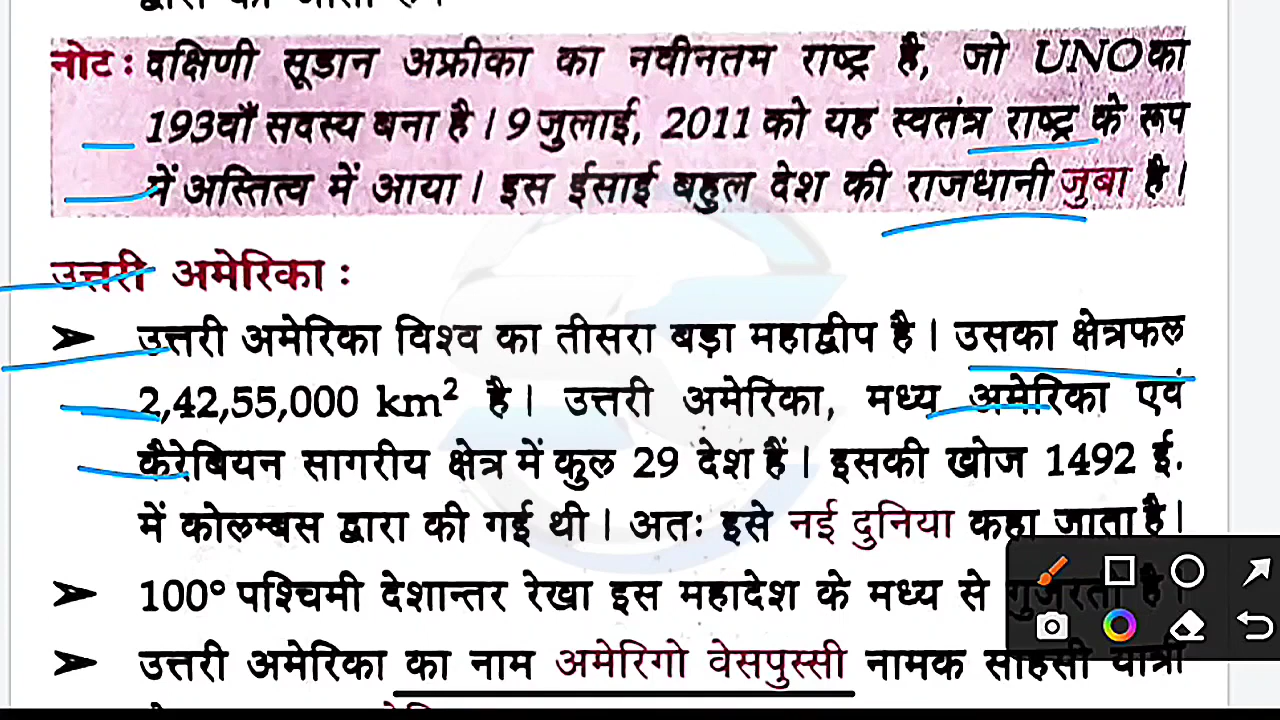 नोट : दक्षिणी सूडान अफ्रीका का नवीनतम राष्ट्र है, जो UNO का
193वाँ सदस्य बना है। 9 जुलाई, 2011 को यह स्वतंत्र राष्ट्र के रूप
में अस्तित्व में आया। इस ईसाई बहुल देश की राजधानी जुबा है।
उत्तरी अमेरिका :
➤ उत्तरी अमेरिका विश्व का तीसरा बड़ा महाद्वीप है। उसका क्षेत्रफल
2,42,55,000 km² है। उत्तरी अमेरिका, मध्य अमेरिका एवं
कैरेबियन सागरीय क्षेत्र में कुल 29 देश हैं। इसकी खोज 1492 ई.
में कोलम्बस द्वारा की गई थी। अतः इसे नई दुनिया कहा जाता है।
➤ 100° पश्चिमी देशान्तर रेखा इस महादेश के मध्य से गुजरता है।
➤ उत्तरी अमेरिका का नाम अमेरिगो वेसपुस्सी नामक साहसी यात्री